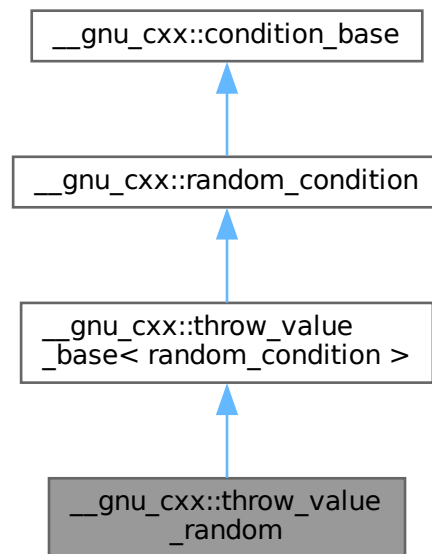 __gnu_cxx::condition_base
__gnu_cxx::random_condition
__gnu_cxx::throw_value
_base< random_condition >
__gnu_cxx::throw_value
_random